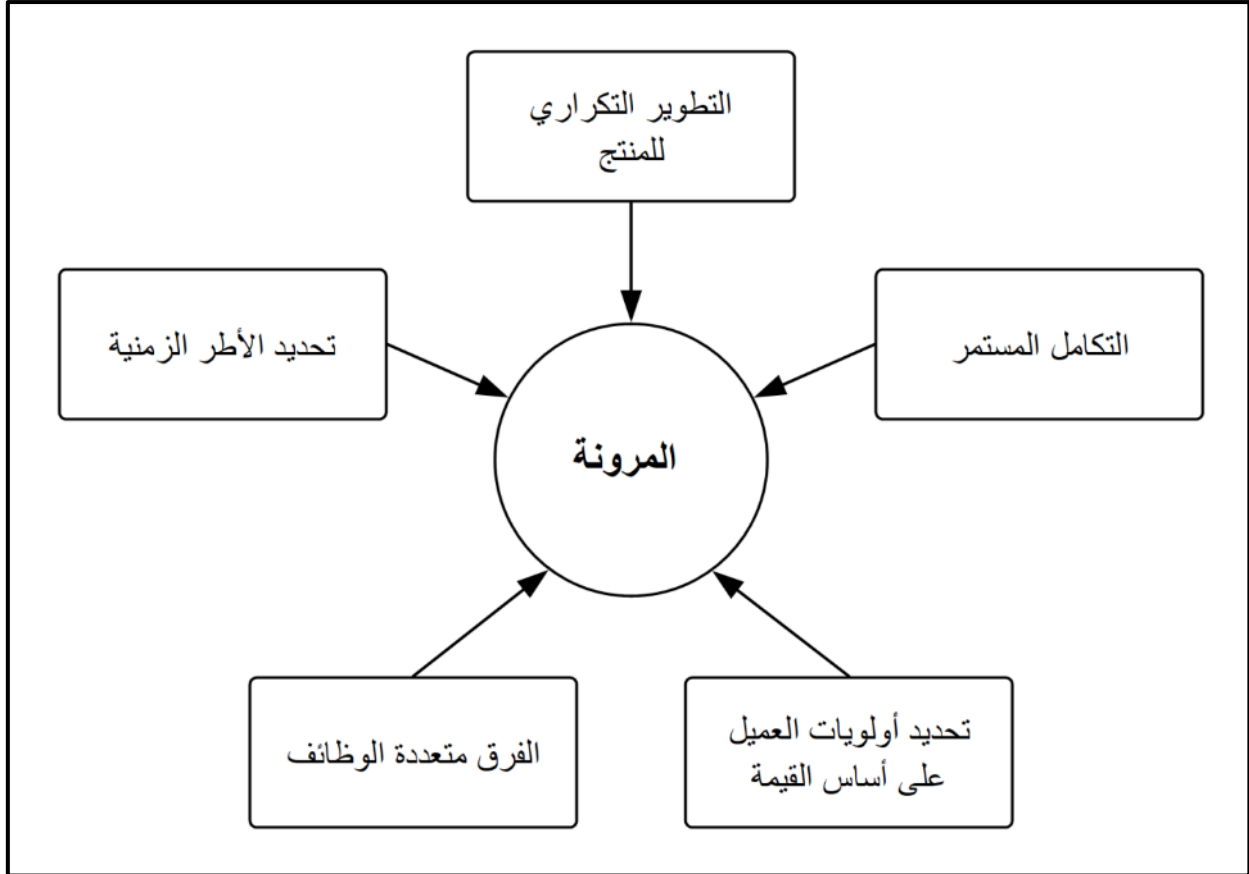 التطوير التكراري
للمنتج
التكامل المستمر
تحديد الأطر الزمنية
المرونة
تحديد أولويات العميل
على أساس القيمة
الفرق متعددة الوظائف